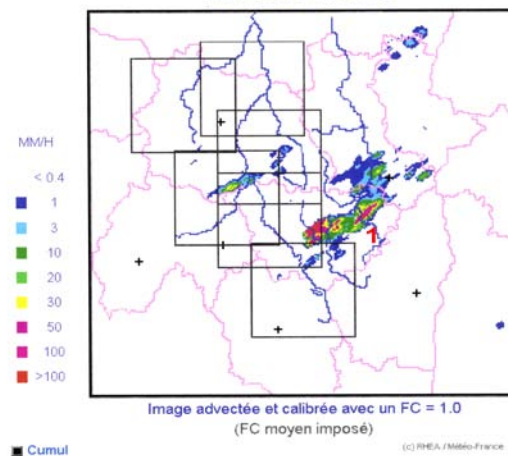 MM/H
< 0.4
1
3
10
20
30
50
100
>100
1
Image advectée et calibrée avec un FC = 1.0
(FC moyen imposé)
Cumul
(c) RHEA / Météo-France